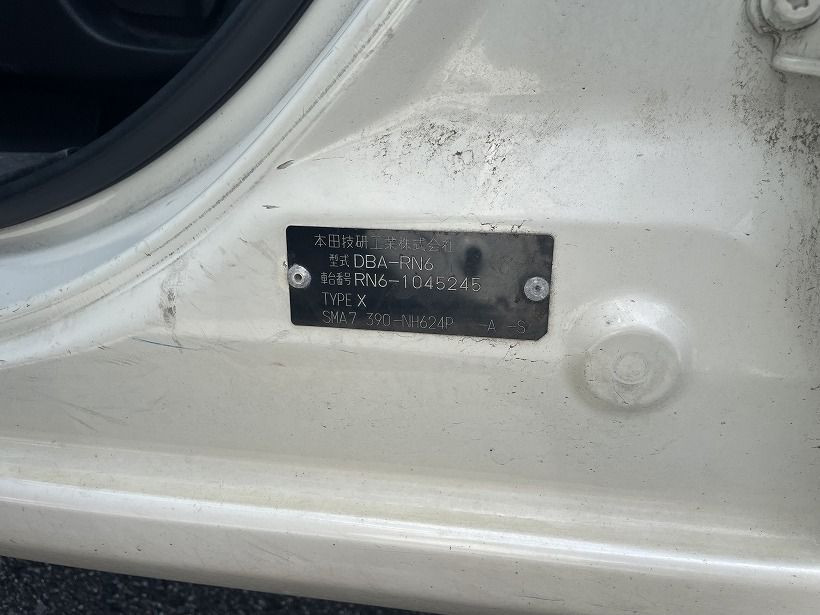 本田技研工業株式会社
型式 DBA-RN6
車台番号 RN6-1045245
TYPE X
SMA7 390-NH624P -A -S